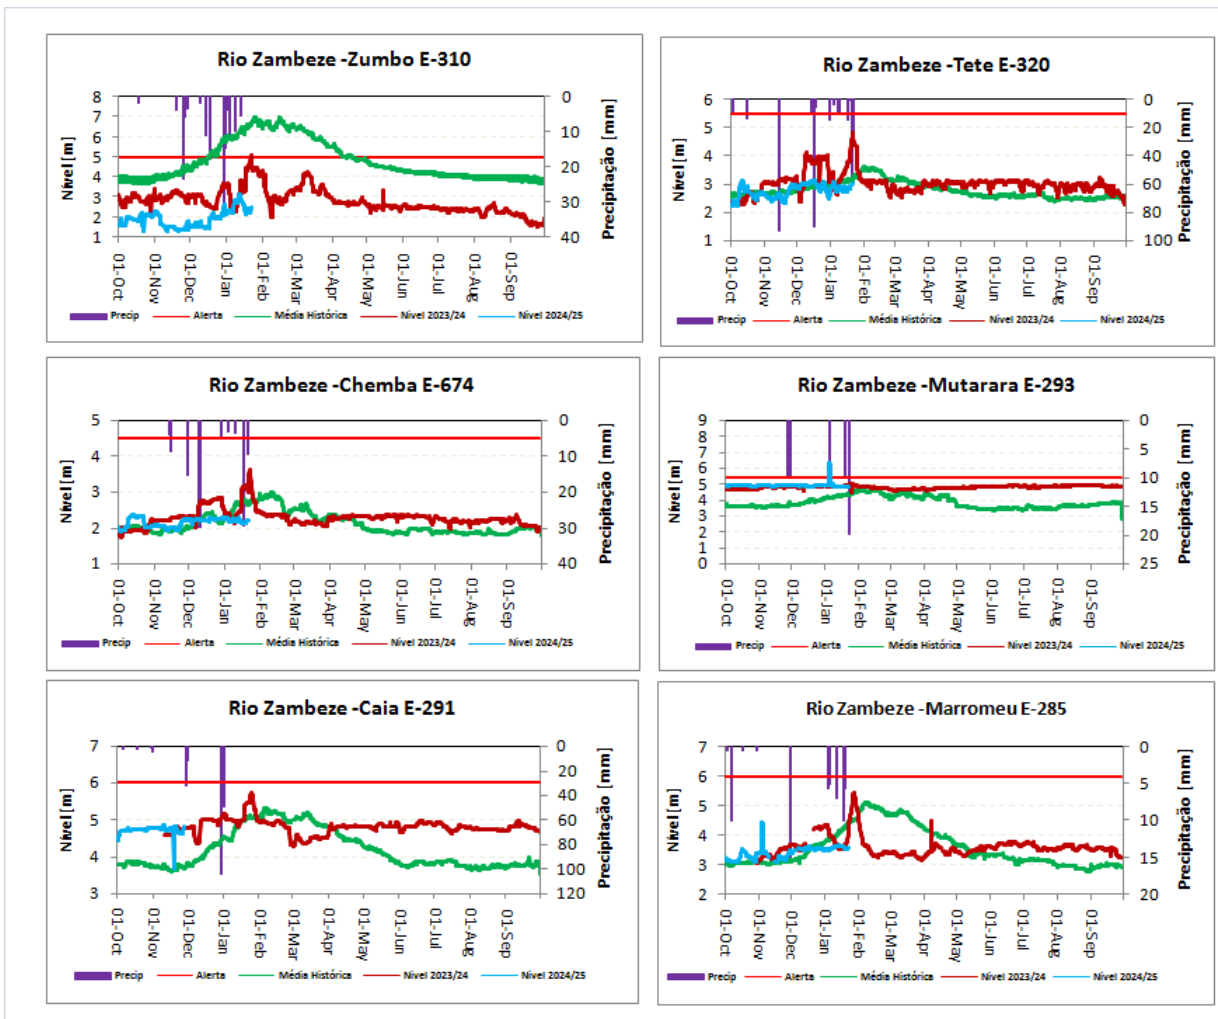 Rio Zambeze -Zumbo E-310
Nível [m]
8
7
6
5
4
3
2
1
0
10
20
30
40
Precipitação [mm]
01-Oct
01-Nov
01-Dec
01-Jan
01-Feb
01-Mar
01-Apr
01-May
01-Jun
01-Jul
01-Aug
01-Sep
Precip Alerta Média Histórica Nivel 2023/24 Nivel 2024/25
Rio Zambeze -Tete E-320
Nível [m]
6
5
4
3
2
1
0
20
40
60
80
100
Precipitação [mm]
01-Oct
01-Nov
01-Dec
01-Jan
01-Feb
01-Mar
01-Apr
01-May
01-Jun
01-Jul
01-Aug
01-Sep
Precip Alerta Média Histórica Nivel 2023/24 Nivel 2024/25
Rio Zambeze -Chemba E-674
Nível [m]
5
4
3
2
1
0
10
20
30
40
Precipitação [mm]
01-Oct
01-Nov
01-Dec
01-Jan
01-Feb
01-Mar
01-Apr
01-May
01-Jun
01-Jul
01-Aug
01-Sep
Precip Alerta Média Histórica Nivel 2023/24 Nivel 2024/25
Rio Zambeze -Mutarara E-293
Nível [m]
9
8
7
6
5
4
3
2
1
0
0
5
10
15
20
25
Precipitação [mm]
01-Oct
01-Nov
01-Dec
01-Jan
01-Feb
01-Mar
01-Apr
01-May
01-Jun
01-Jul
01-Aug
01-Sep
Precip Alerta Média Histórica Nivel 2023/24 Nivel 2024/25
Rio Zambeze -Caia E-291
Nível [m]
7
6
5
4
3
0
20
40
60
80
100
120
Precipitação [mm]
01-Oct
01-Nov
01-Dec
01-Jan
01-Feb
01-Mar
01-Apr
01-May
01-Jun
01-Jul
01-Aug
01-Sep
Precip Alerta Média Histórica Nivel 2023/24 Nivel 2024/25
Rio Zambeze -Marromeu E-285
Nível [m]
7
6
5
4
3
2
0
5
10
15
20
Precipitação [mm]
01-Oct
01-Nov
01-Dec
01-Jan
01-Feb
01-Mar
01-Apr
01-May
01-Jun
01-Jul
01-Aug
01-Sep
Precip Alerta Média Histórica Nivel 2023/24 Nivel 2024/25